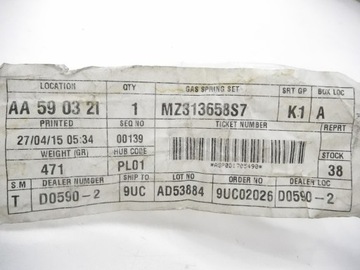 LOCATION QTY GAS SPRING SET SRT GP BOX LOC
AA 59 03 21 1 MZ313658S7 K1 A
PRINTED SEQ NO TICKET NUMBER REPRT
27/04/15 05:34 00139
WEIGHT (GR) HUB CODE STOCK
471 PL01 38
S M DEALER NUMBER SHIP TO LOT NO ORDER NO DEALER LOC
T D0590-2 9UC AD53884 9UC02026 D0590-2